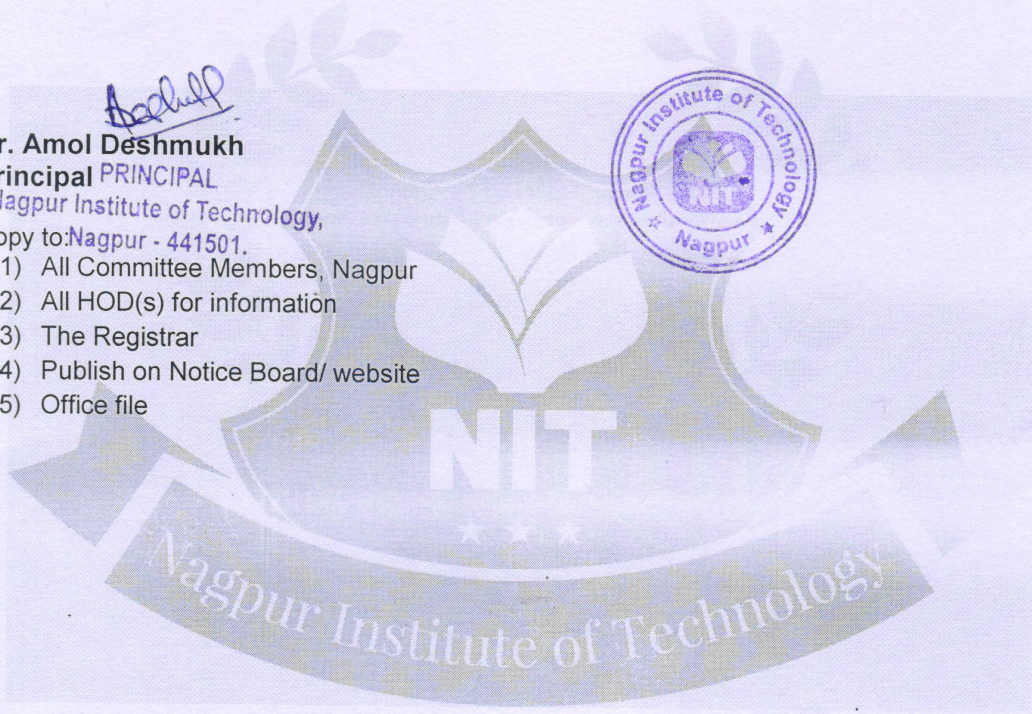 r. Amol Deshmukh
rincipal PRINCIPAL
Nagpur Institute of Technology,
opy to:Nagpur - 441501.
1) All Committee Members, Nagpur
2) All HOD(s) for information
3) The Registrar
4) Publish on Notice Board/ website
5) Office file
Nagpur Institute of Technology
NIT
Nagpur
NIT
Nagpur Institute of Technology